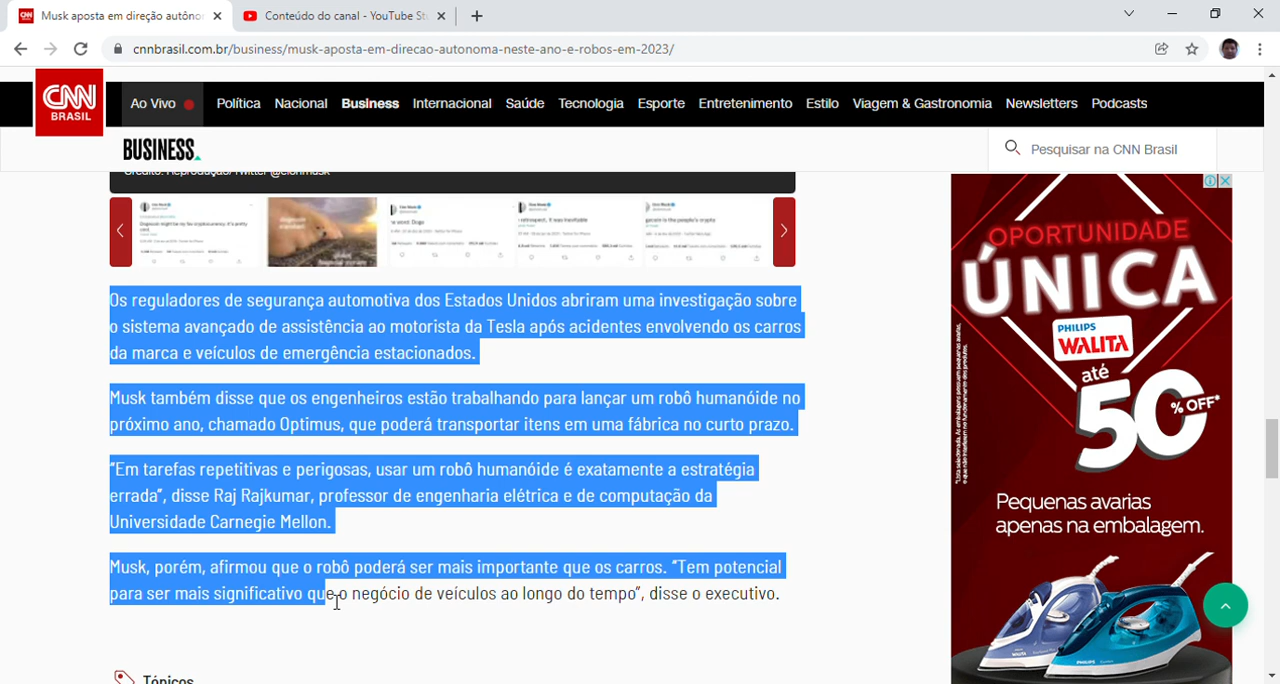 Musk aposta em direção autônor
Conteúdo do canal - YouTube St
cnnbrasil.com.br/business/musk-aposta-em-direcao-autonoma-neste-ano-e-robos-em-2023/
CNN
BRASIL
Ao Vivo
Política
Nacional
Business
Internacional
Saúde
Tecnologia
Esporte
Entretenimento
Estilo
Viagem & Gastronomia
Newsletters
Podcasts
BUSINESS
Pesquisar na CNN Brasil
Crédito: Reprodução/Twitter @elonmusk
Os reguladores de segurança automotiva dos Estados Unidos abriram uma investigação sobre
o sistema avançado de assistência ao motorista da Tesla após acidentes envolvendo os carros
da marca e veículos de emergência estacionados.
Musk também disse que os engenheiros estão trabalhando para lançar um robô humanóide no
próximo ano, chamado Optimus, que poderá transportar itens em uma fábrica no curto prazo.
“Em tarefas repetitivas e perigosas, usar um robô humanóide é exatamente a estratégia
errada”, disse Raj Rajkumar, professor de engenharia elétrica e de computação da
Universidade Carnegie Mellon.
Musk, porém, afirmou que o robô poderá ser mais importante que os carros. “Tem potencial
para ser mais significativo que o negócio de veículos ao longo do tempo”, disse o executivo.
Tópicos
OPORTUNIDADE
ÚNICA
PHILIPS
WALITA
até
50% OFF*
Pequenas avarias
apenas na embalagem.